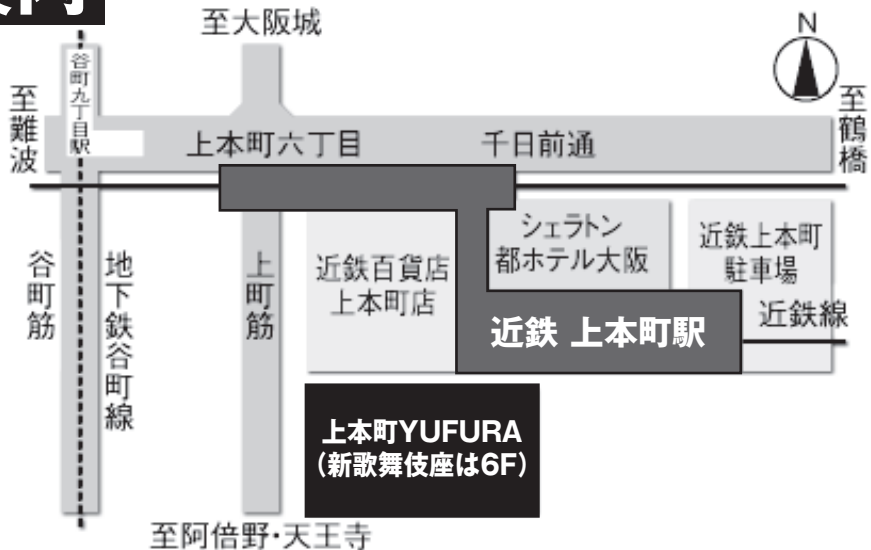 至大阪城
N
至難波
谷町九丁目駅
上本町六丁目
千日前通
至鶴橋
谷町筋
地下鉄谷町線
上町筋
近鉄百貨店
上本町店
シェラトン
都ホテル大阪
近鉄上本町
駐車場
近鉄 上本町駅
近鉄線
上本町YUFURA
(新歌舞伎座は6F)
至阿倍野・天王寺